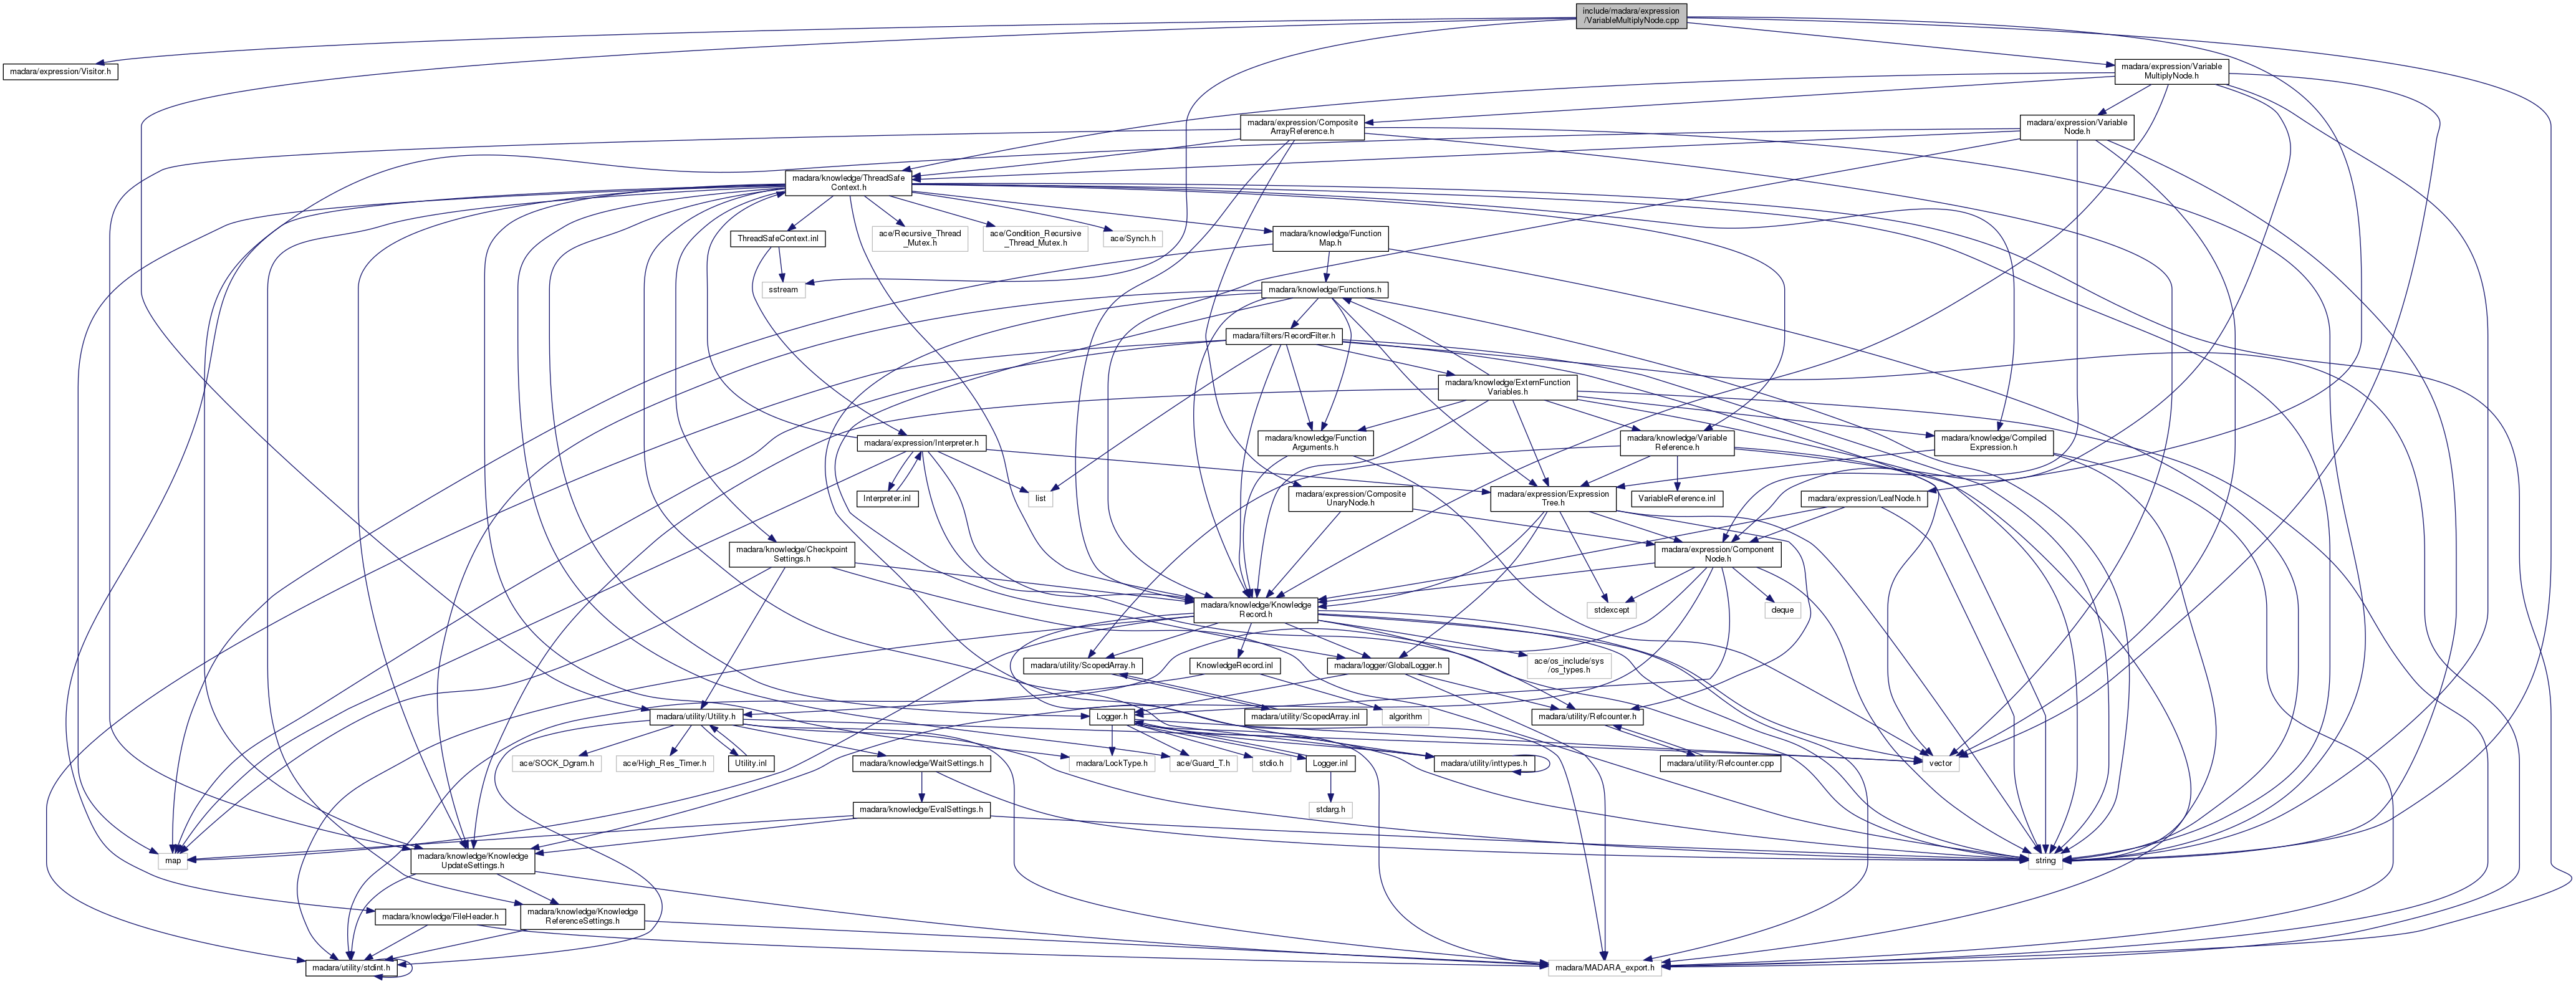 include/madara/expression
/VariableMultiplyNode.cpp
madara/expression/Visitor.h
madara/expression/Variable
MultiplyNode.h
madara/expression/Composite
ArrayReference.h
madara/expression/Variable
Node.h
madara/knowledge/ThreadSafe
Context.h
ThreadSafeContext.inl
ace/Recursive_Thread
_Mutex.h
ace/Condition_Recursive
_Thread_Mutex.h
ace/Synch.h
madara/knowledge/Function
Map.h
sstream
madara/knowledge/Functions.h
madara/filters/RecordFilter.h
madara/knowledge/ExternFunction
Variables.h
madara/expression/Interpreter.h
madara/knowledge/Function
Arguments.h
madara/knowledge/Variable
Reference.h
madara/knowledge/Compiled
Expression.h
Interpreter.inl
list
madara/expression/Composite
UnaryNode.h
madara/expression/Expression
Tree.h
VariableReference.inl
madara/expression/LeafNode.h
madara/knowledge/Checkpoint
Settings.h
madara/expression/Component
Node.h
madara/knowledge/Knowledge
Record.h
stdexcept
deque
madara/utility/ScopedArray.h
KnowledgeRecord.inl
madara/logger/GlobalLogger.h
ace/os_include/sys
/os_types.h
madara/utility/Utility.h
Logger.h
madara/utility/ScopedArray.inl
algorithm
madara/utility/Refcounter.h
ace/SOCK_Dgram.h
ace/High_Res_Timer.h
Utility.inl
madara/knowledge/WaitSettings.h
madara/LockType.h
ace/Guard_T.h
stdio.h
Logger.inl
madara/utility/inttypes.h
madara/utility/Refcounter.cpp
vector
madara/knowledge/EvalSettings.h
stdarg.h
map
madara/knowledge/Knowledge
UpdateSettings.h
string
madara/knowledge/FileHeader.h
madara/knowledge/Knowledge
ReferenceSettings.h
madara/utility/stdint.h
madara/MADARA_export.h